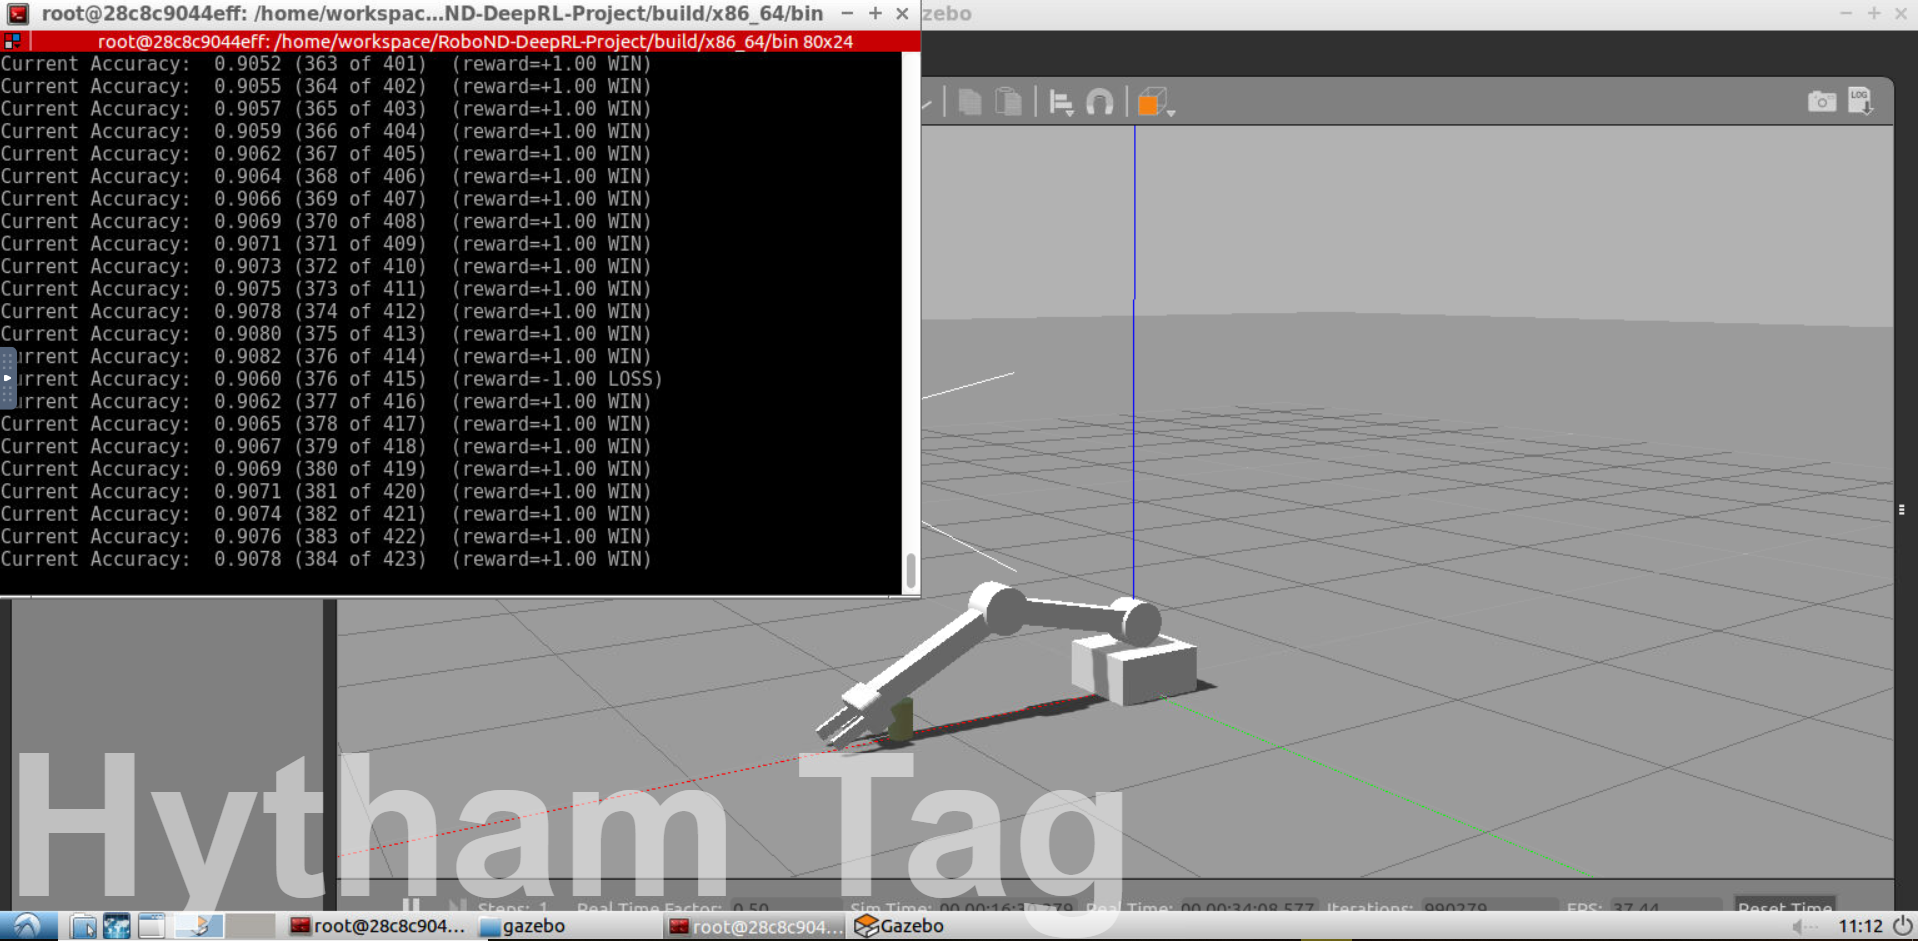 root@28c8c9044eff: /home/workspac...ND-DeepRL-Project/build/x86_64/bin
zebo
root@28c8c9044eff: /home/workspace/RoboND-DeepRL-Project/build/x86_64/bin 80x24
Current Accuracy:  0.9052 (363 of 401)  (reward=+1.00 WIN)
Current Accuracy:  0.9055 (364 of 402)  (reward=+1.00 WIN)
Current Accuracy:  0.9057 (365 of 403)  (reward=+1.00 WIN)
Current Accuracy:  0.9059 (366 of 404)  (reward=+1.00 WIN)
Current Accuracy:  0.9062 (367 of 405)  (reward=+1.00 WIN)
Current Accuracy:  0.9064 (368 of 406)  (reward=+1.00 WIN)
Current Accuracy:  0.9066 (369 of 407)  (reward=+1.00 WIN)
Current Accuracy:  0.9069 (370 of 408)  (reward=+1.00 WIN)
Current Accuracy:  0.9071 (371 of 409)  (reward=+1.00 WIN)
Current Accuracy:  0.9073 (372 of 410)  (reward=+1.00 WIN)
Current Accuracy:  0.9075 (373 of 411)  (reward=+1.00 WIN)
Current Accuracy:  0.9078 (374 of 412)  (reward=+1.00 WIN)
Current Accuracy:  0.9080 (375 of 413)  (reward=+1.00 WIN)
urrent Accuracy:  0.9082 (376 of 414)  (reward=+1.00 WIN)
urrent Accuracy:  0.9060 (376 of 415)  (reward=-1.00 LOSS)
urrent Accuracy:  0.9062 (377 of 416)  (reward=+1.00 WIN)
Current Accuracy:  0.9065 (378 of 417)  (reward=+1.00 WIN)
Current Accuracy:  0.9067 (379 of 418)  (reward=+1.00 WIN)
Current Accuracy:  0.9069 (380 of 419)  (reward=+1.00 WIN)
Current Accuracy:  0.9071 (381 of 420)  (reward=+1.00 WIN)
Current Accuracy:  0.9074 (382 of 421)  (reward=+1.00 WIN)
Current Accuracy:  0.9076 (383 of 422)  (reward=+1.00 WIN)
Current Accuracy:  0.9078 (384 of 423)  (reward=+1.00 WIN)
LOG
Hytham Tag
Steps: 1 Real Time Factor: 0.50 Sim Time: Real Time: 00 00:34:08.577 Iterations: 990279 FPS: 37.44 Reset Time
root@28c8c904... gazebo root@28c8c904... Gazebo 11:12